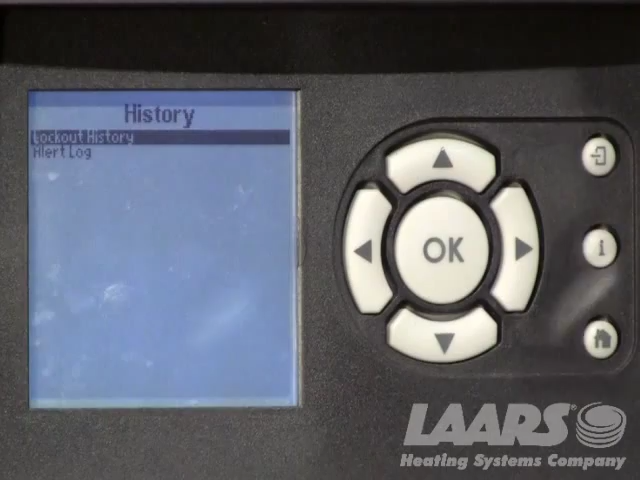 History
Lockout History
Alert Log
OK
i
LAARS®
Heating Systems Company